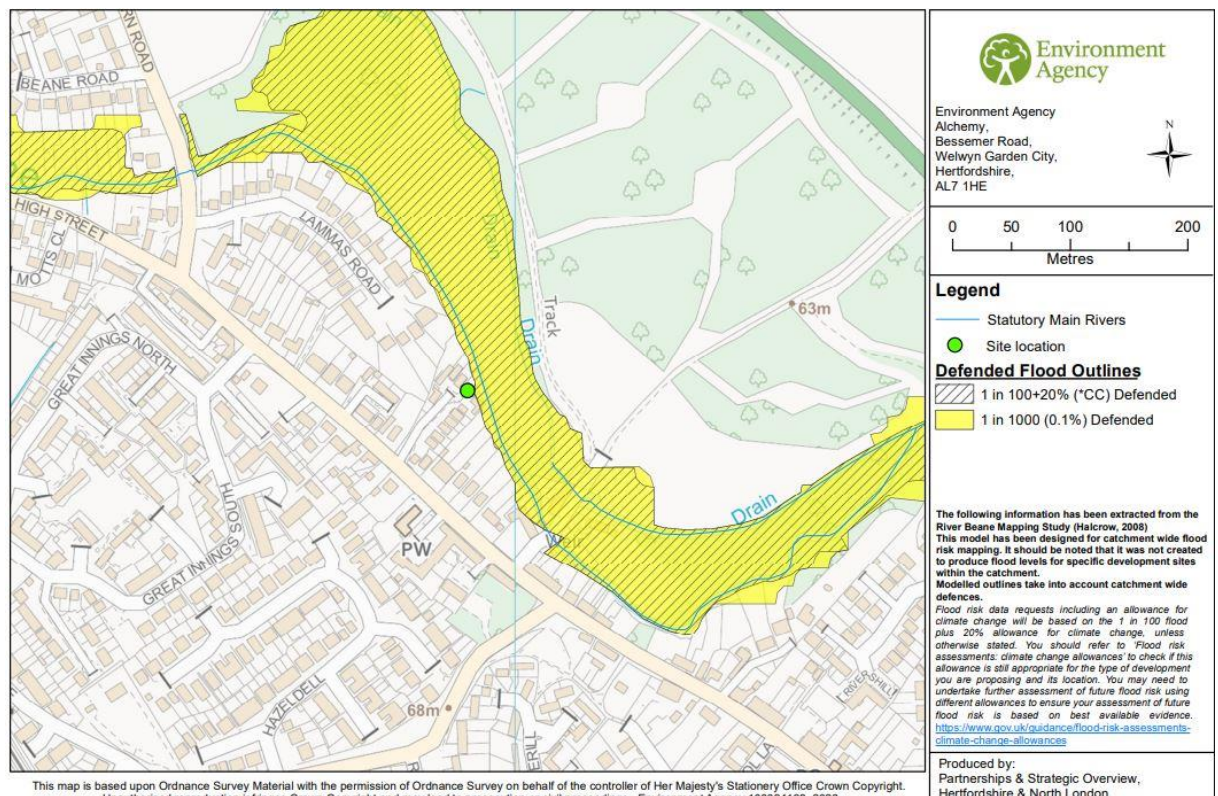 Drain
RN ROAD
BEANE ROAD
HIGH STREET
MOTTS CL
LAMMAS ROAD
Drain
Track
63m
Drain
GREAT INNINGS NORTH
GREAT INNINGS SOUTH
Weir
Drain
PW
HAZELDELL
68m
RIVERSHILL
Environment
Agency
Environment Agency
Alchemy,
Bessemer Road,
Welwyn Garden City,
Hertfordshire,
AL7 1HE
N
0 50 100 200
Metres
Legend
Statutory Main Rivers
Site location
Defended Flood Outlines
1 in 100+20% (*CC) Defended
1 in 1000 (0.1%) Defended
The following information has been extracted from the
River Beane Mapping Study (Halcrow, 2008)
This model has been designed for catchment wide flood
risk mapping. It should be noted that it was not created
to produce flood levels for specific development sites
within the catchment.
Modelled outlines take into account catchment wide
defences.
Flood risk data requests including an allowance for
climate change will be based on the 1 in 100 flood
plus 20% allowance for climate change, unless
otherwise stated. You should refer to 'Flood risk
assessments: climate change allowances' to check if this
allowance is still appropriate for the type of development
you are proposing and its location. You may need to
undertake further assessment of future flood risk using
different allowances to ensure your assessment of future
flood risk is based on best available evidence.
https://www.gov.uk/guidance/flood-risk-assessments-
climate-change-allowances
Produced by:
Partnerships & Strategic Overview,
Hertfordshire & North London
This map is based upon Ordnance Survey Material with the permission of Ordnance Survey on behalf of the controller of Her Majesty's Stationery Office Crown Copyright.